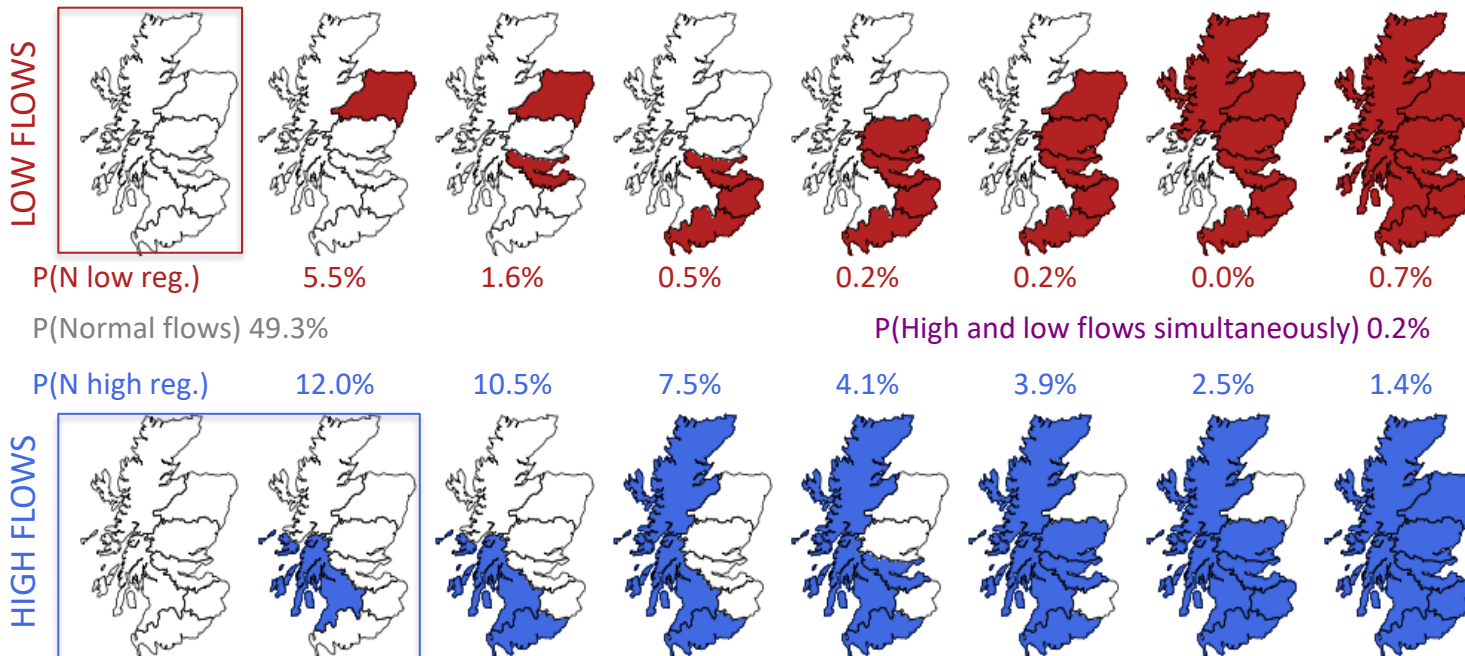 LOW FLOWS
P(N low reg.) 5.5% 1.6% 0.5% 0.2% 0.2% 0.0% 0.7%
P(Normal flows) 49.3% P(High and low flows simultaneously) 0.2%
P(N high reg.) 12.0% 10.5% 7.5% 4.1% 3.9% 2.5% 1.4%
HIGH FLOWS